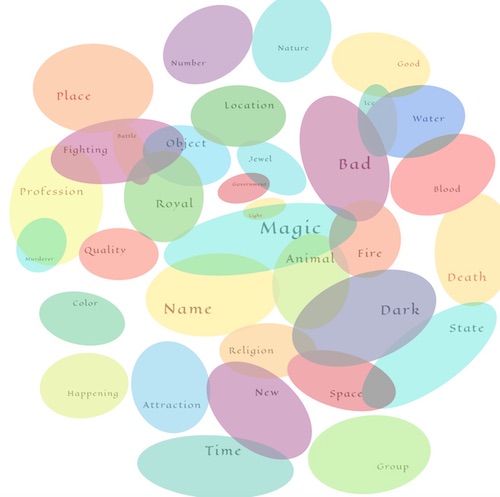 Nature
Number
Good
Place
Location
Ice
Water
Battle
Fighting
Object
Jewel
Bad
Government
Blood
Profession
Royal
Light
Magic
Quality
Fire
Murderer
Animal
Death
Color
Name
Dark
State
Religion
Happening
New
Space
Attraction
Time
Group